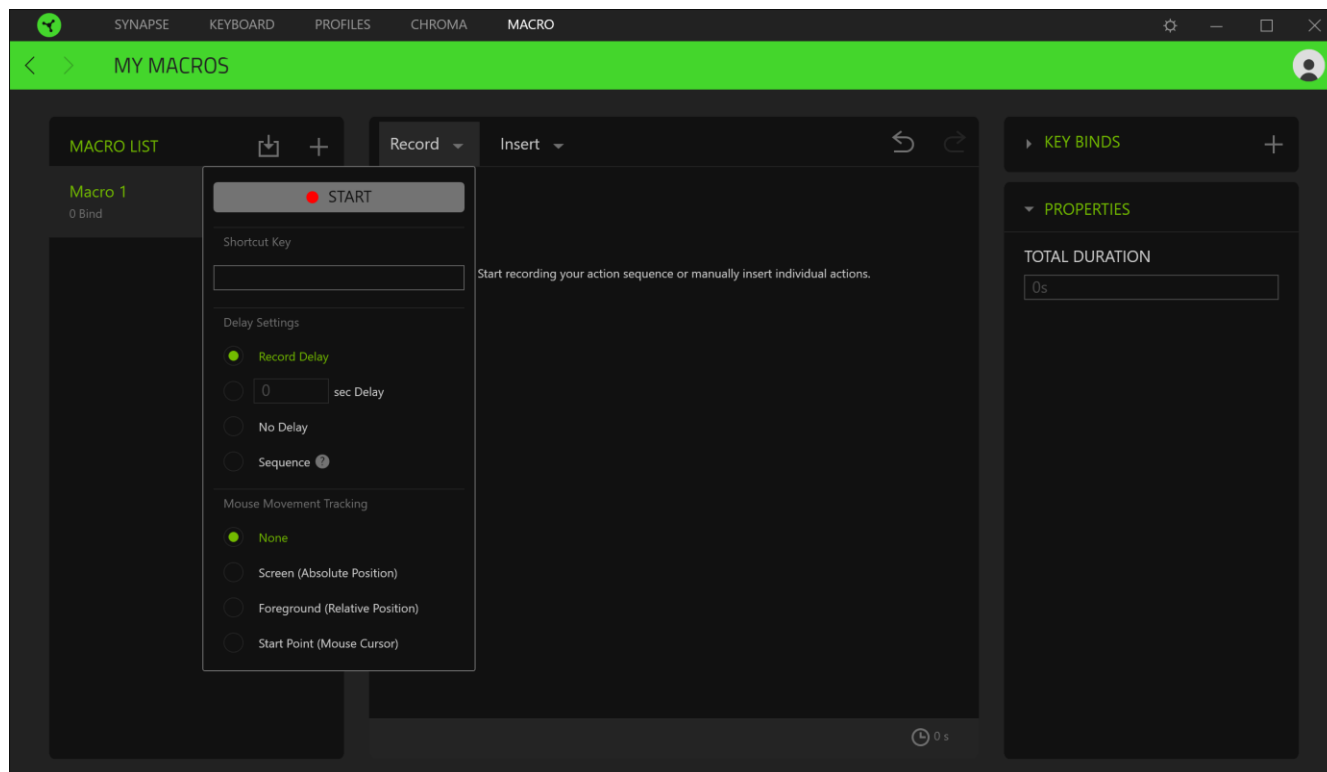 SYNAPSE KEYBOARD PROFILES CHROMA MACRO
MY MACROS
MACRO LIST
Macro 1
0 Bind
Record Insert
START
Shortcut Key
Delay Settings
Record Delay
0 sec Delay
No Delay
Sequence ?
Mouse Movement Tracking
None
Screen (Absolute Position)
Foreground (Relative Position)
Start Point (Mouse Cursor)
Start recording your action sequence or manually insert individual actions.
0 s
KEY BINDS
PROPERTIES
TOTAL DURATION
0s